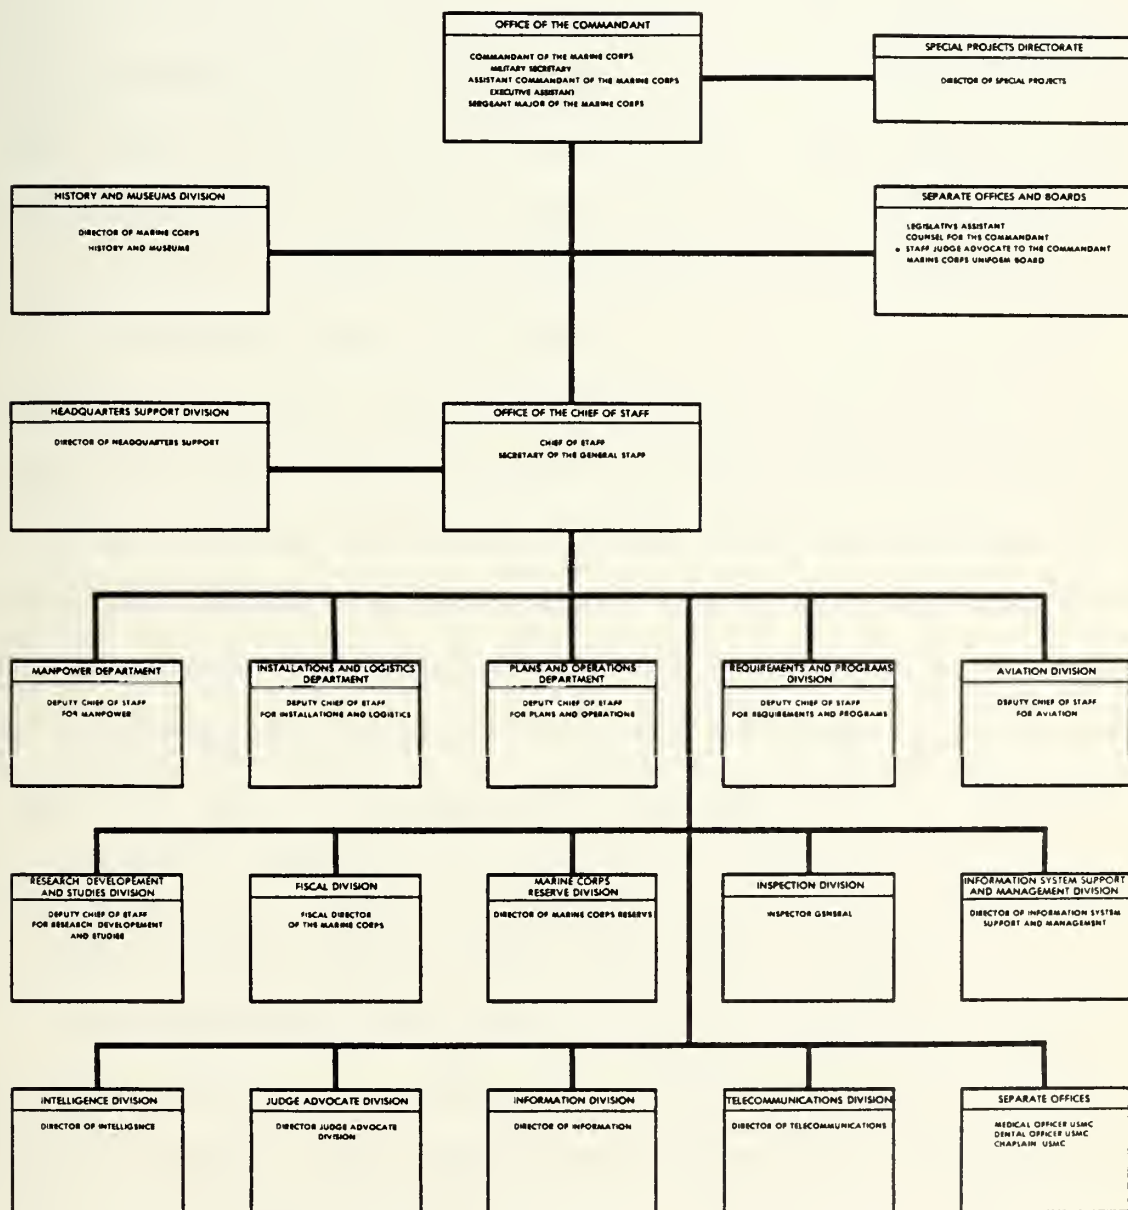 OFFICE OF THE COMMANDANT
COMMANDANT OF THE MARINE CORPS
MILITARY SECRETARY
ASSISTANT COMMANDANT OF THE MARINE CORPS
EXECUTIVE ASSISTANT
SERGEANT MAJOR OF THE MARINE CORPS
SPECIAL PROJECTS DIRECTORATE
DIRECTOR OF SPECIAL PROJECTS
HISTORY AND MUSEUMS DIVISION
DIRECTOR OF MARINE CORPS
HISTORY AND MUSEUMS
SEPARATE OFFICES AND BOARDS
LEGISLATIVE ASSISTANT
COUNSEL FOR THE COMMANDANT
• STAFF JUDGE ADVOCATE TO THE COMMANDANT
MARINE CORPS UNIFORM BOARD
HEADQUARTERS SUPPORT DIVISION
DIRECTOR OF HEADQUARTERS SUPPORT
OFFICE OF THE CHIEF OF STAFF
CHIEF OF STAFF
SECRETARY OF THE GENERAL STAFF
MANPOWER DEPARTMENT
DEPUTY CHIEF OF STAFF
FOR MANPOWER
INSTALLATIONS AND LOGISTICS
DEPARTMENT
DEPUTY CHIEF OF STAFF
FOR INSTALLATIONS AND LOGISTICS
PLANS AND OPERATIONS
DEPARTMENT
DEPUTY CHIEF OF STAFF
FOR PLANS AND OPERATIONS
REQUIREMENTS AND PROGRAMS
DIVISION
DEPUTY CHIEF OF STAFF
FOR REQUIREMENTS AND PROGRAMS
AVIATION DIVISION
DEPUTY CHIEF OF STAFF
FOR AVIATION
RESEARCH DEVELOPEMENT
AND STUDIES DIVISION
DEPUTY CHIEF OF STAFF
FOR RESEARCH DEVELOPEMENT
AND STUDIES
FISCAL DIVISION
FISCAL DIRECTOR
OF THE MARINE CORPS
MARINE CORPS
RESERVE DIVISION
DIRECTOR OF MARINE CORPS RESERVE
INSPECTION DIVISION
INSPECTOR GENERAL
INFORMATION SYSTEM SUPPORT
AND MANAGEMENT DIVISION
DIRECTOR OF INFORMATION SYSTEM
SUPPORT AND MANAGEMENT
INTELLIGENCE DIVISION
DIRECTOR OF INTELLIGENCE
JUDGE ADVOCATE DIVISION
DIRECTOR JUDGE ADVOCATE
DIVISION
INFORMATION DIVISION
DIRECTOR OF INFORMATION
TELECOMMUNICATIONS DIVISION
DIRECTOR OF TELECOMMUNICATIONS
SEPARATE OFFICES
MEDICAL OFFICER USMC
DENTAL OFFICER USMC
CHAPLAIN USMC